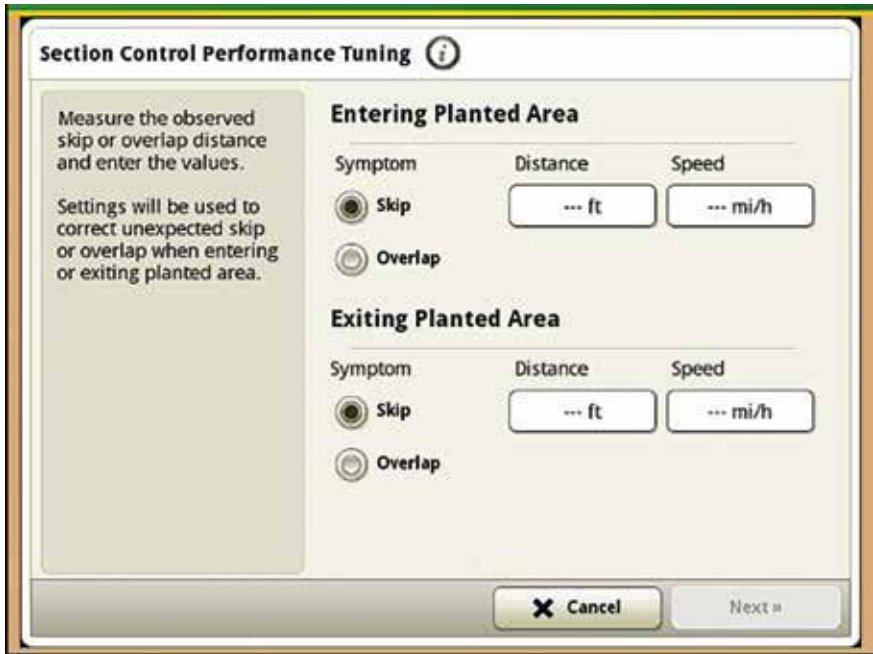 Section Control Performance Tuning i
Measure the observed
skip or overlap distance
and enter the values.
Settings will be used to
correct unexpected skip
or overlap when entering
or exiting planted area.
Entering Planted Area
Symptom Distance Speed
Skip --- ft --- mi/h
Overlap
Exiting Planted Area
Symptom Distance Speed
Skip --- ft --- mi/h
Overlap
Cancel Next »